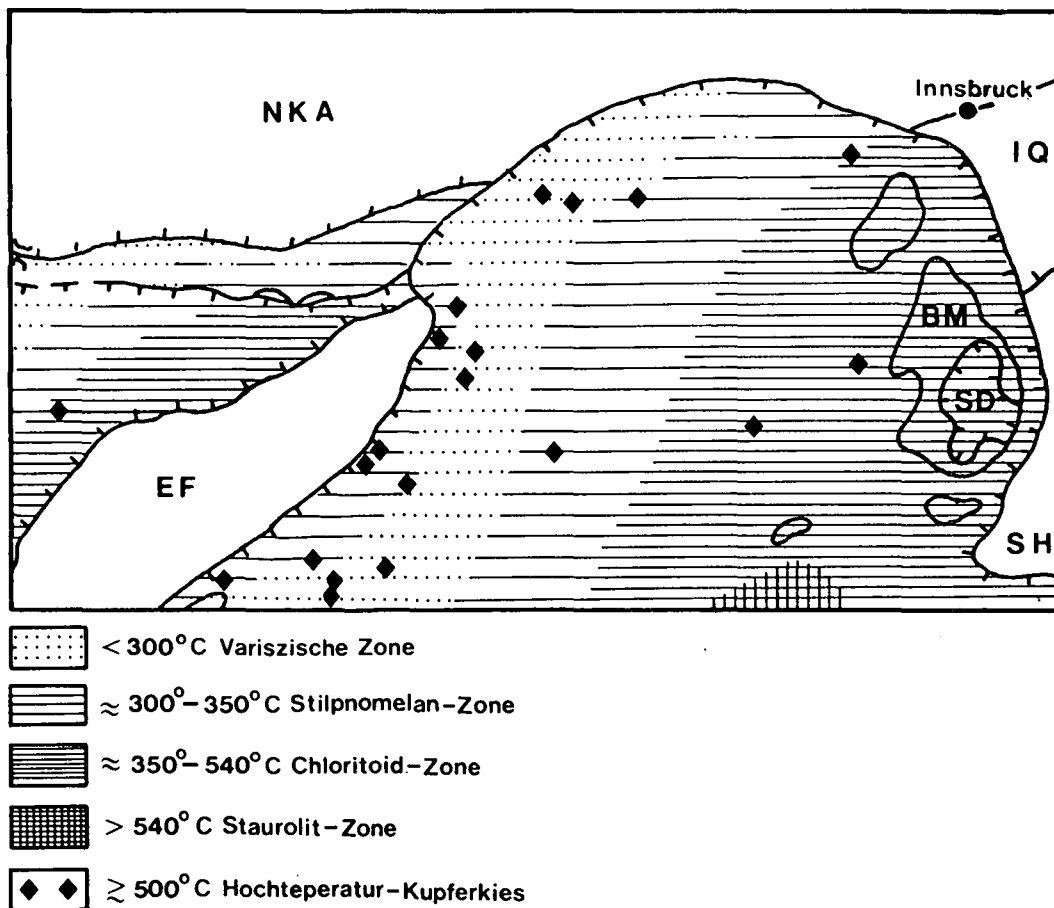 Innsbruck
NKA
IQ
BM
SD
EF
SH
< 300°C Variszische Zone
≈ 300°–350°C Stilpnomelan-Zone
≈ 350°–540°C Chloritoid-Zone
> 540°C Staurolit-Zone
≳ 500°C Hochteperatur-Kupferkies